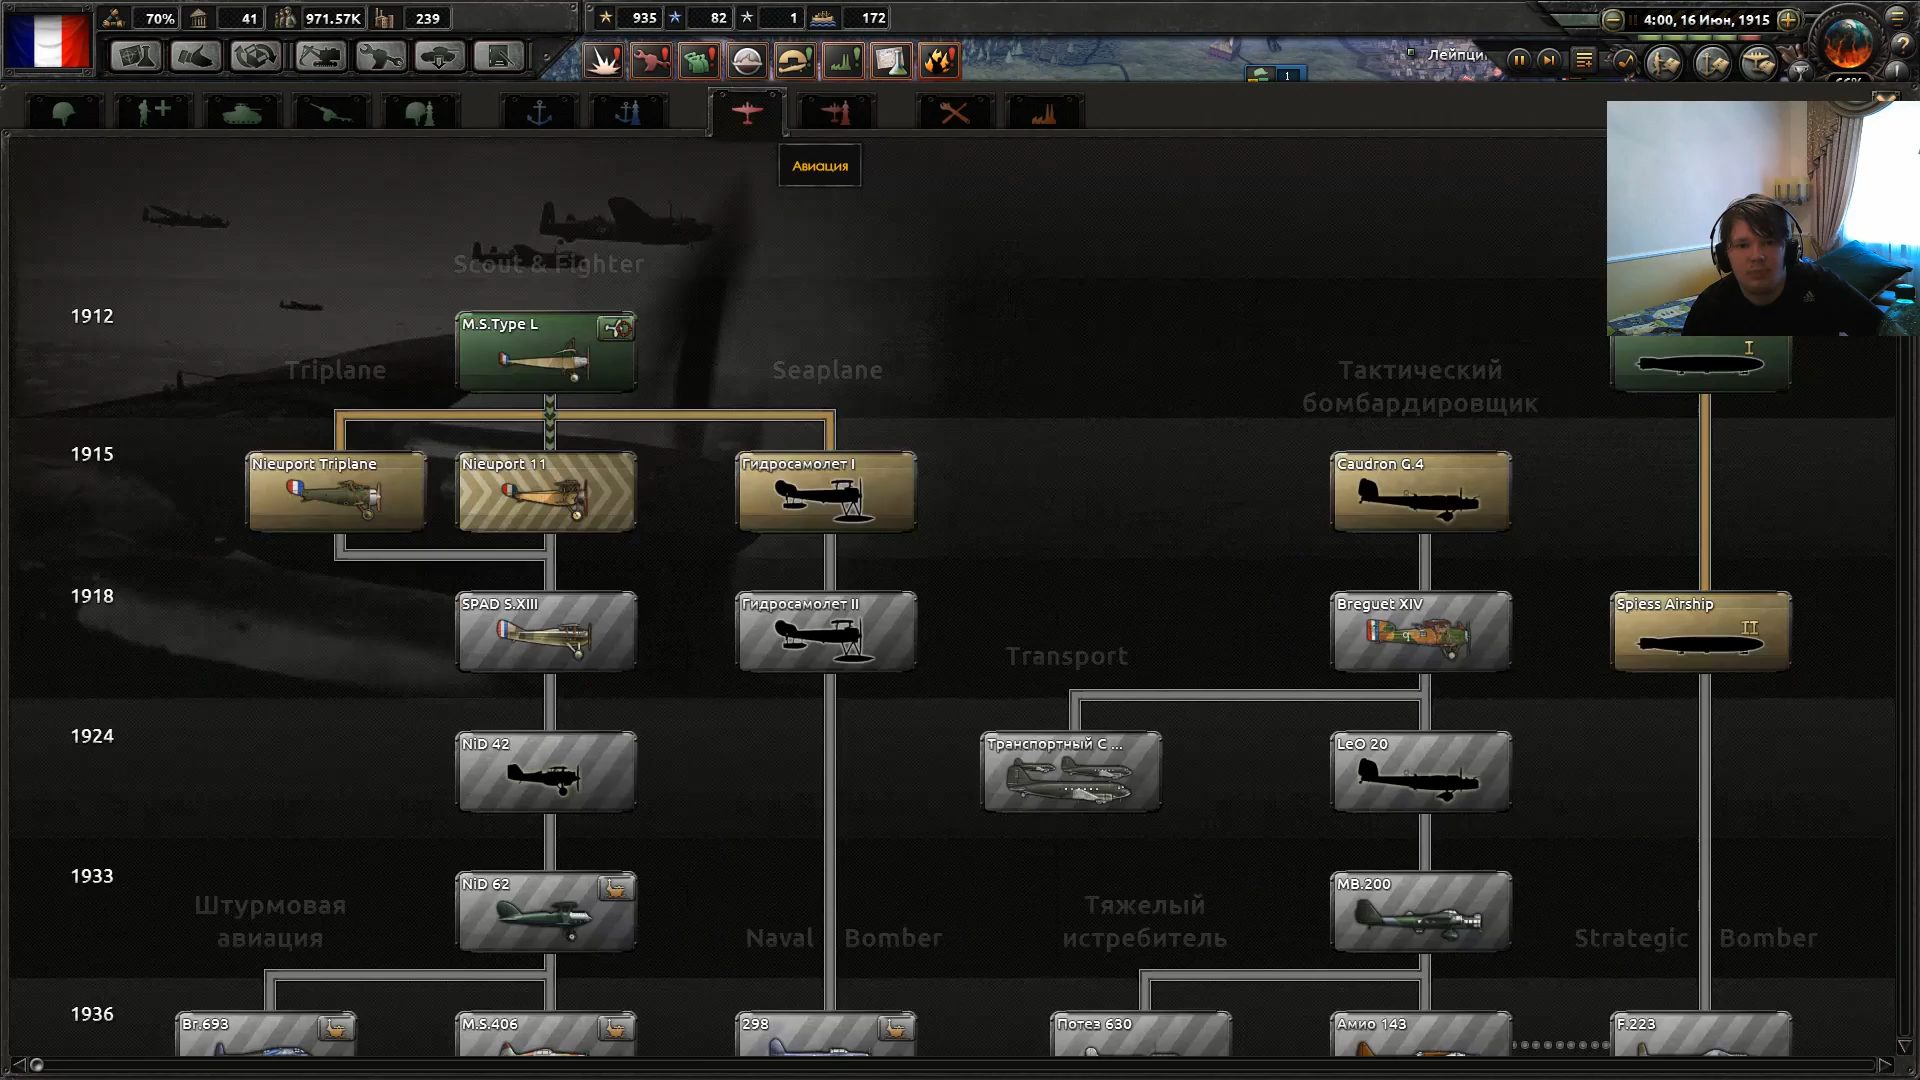 70%
41
971.57K
239
935
82
1
172
4:00, 16 Июн, 1915
Лейпциг
1
Авиация
Scout & Fighter
1912
M.S.Type L
Triplane
Seaplane
Тактический
бомбардировщик
I
1915
Nieuport Triplane
Nieuport 11
Гидросамолет I
Caudron G.4
1918
SPAD S.XIII
Гидросамолет II
Breguet XIV
Spiess Airship
II
Transport
1924
NiD 42
Транспортный С ...
LeO 20
1933
NiD 62
MB.200
Штурмовая
авиация
Naval Bomber
Тяжелый
истребитель
Strategic Bomber
1936
Br.693
M.S.406
298
Потез 630
Амио 143
F.223